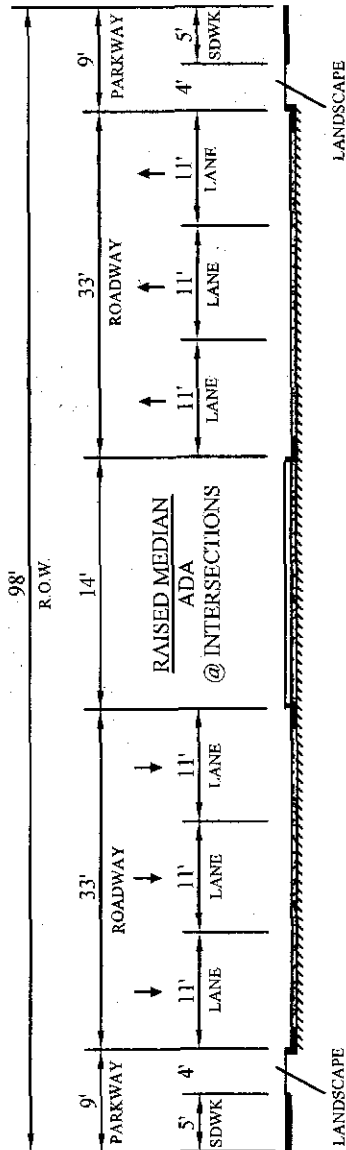 98'
R.O.W.
9' 33' 14' 33' 9'
PARKWAY ROADWAY ROADWAY PARKWAY
RAISED MEDIAN
ADA
@ INTERSECTIONS
5' 4' 11' 11' 11' 11' 11' 11' 4' 5'
SDWK LANE LANE LANE LANE LANE LANE SDWK
LANDSCAPE LANDSCAPE